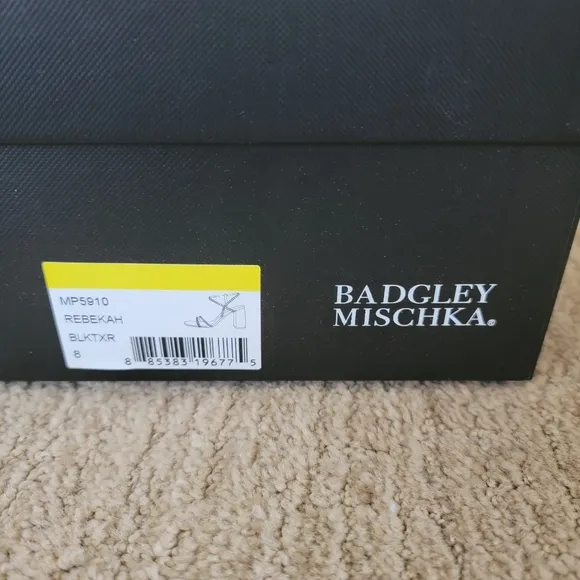 MP5910
REBEKAH
BLKTXR
8
8 85383 19677 5
BADGLEY
MISCHKA®